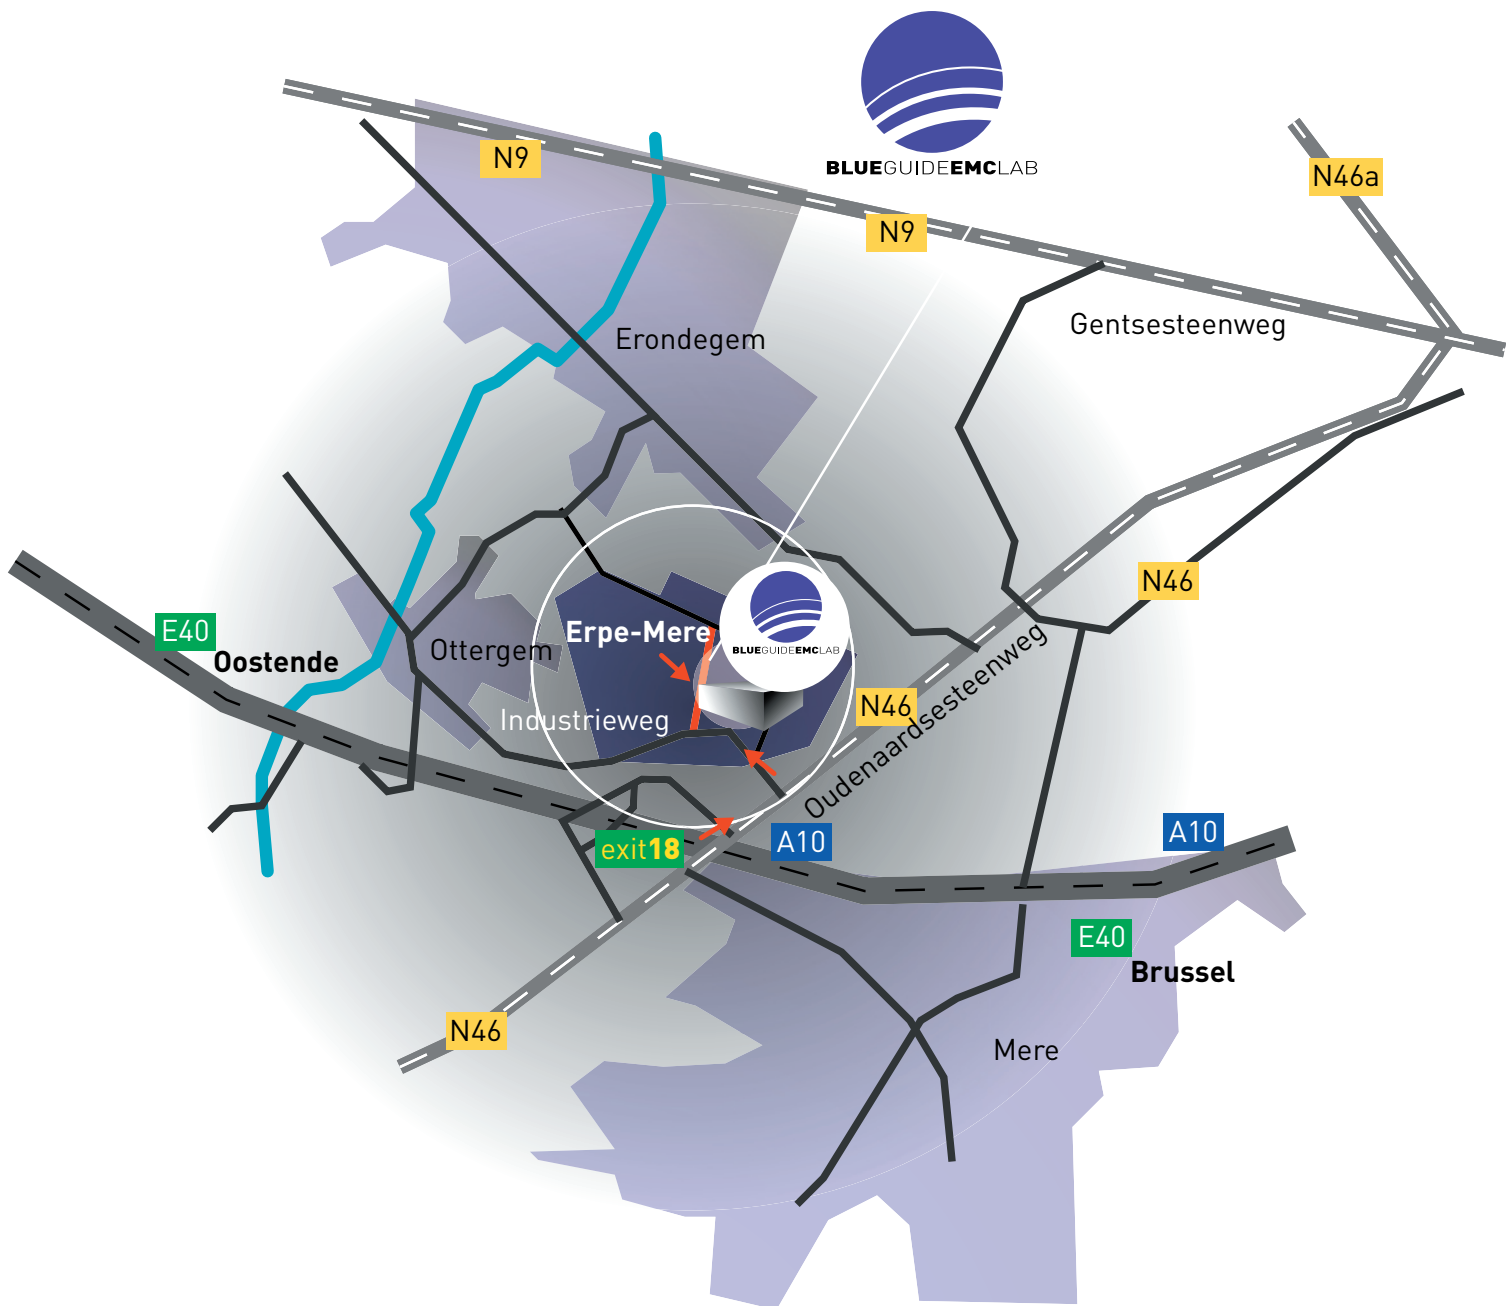 BLUEGUIDEEMCLAB
N9
N46a
N9
Gentsesteenweg
Erondegem
N46
E40
Oostende
Ottergem
Erpe-Mere
BLUEGUIDEEMCLAB
Industrieweg
N46
Oudenaardsesteenweg
exit18
A10
A10
E40
Brussel
N46
Mere